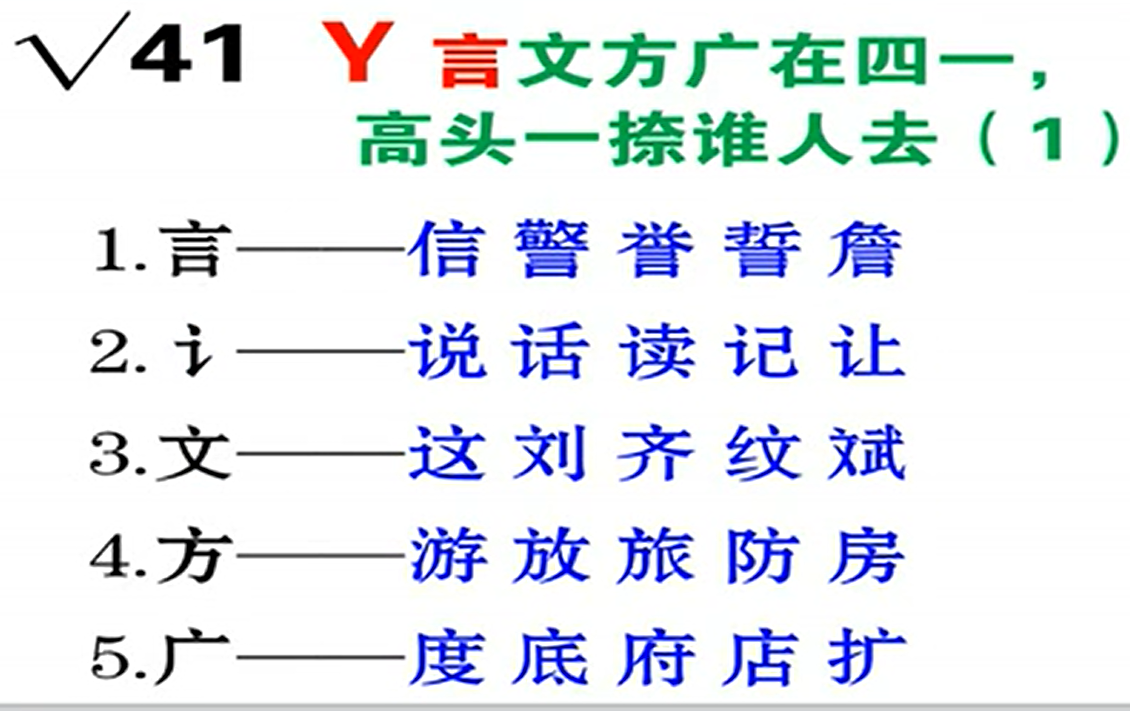 √41 Y 言文方广在四一，
高头一捺谁人去（1）
1.言——信 警 誉 誓 詹
2.讠——说 话 读 记 让
3.文——这 刘 齐 纹 斌
4.方——游 放 旅 防 房
5.广——度 底 府 店 扩